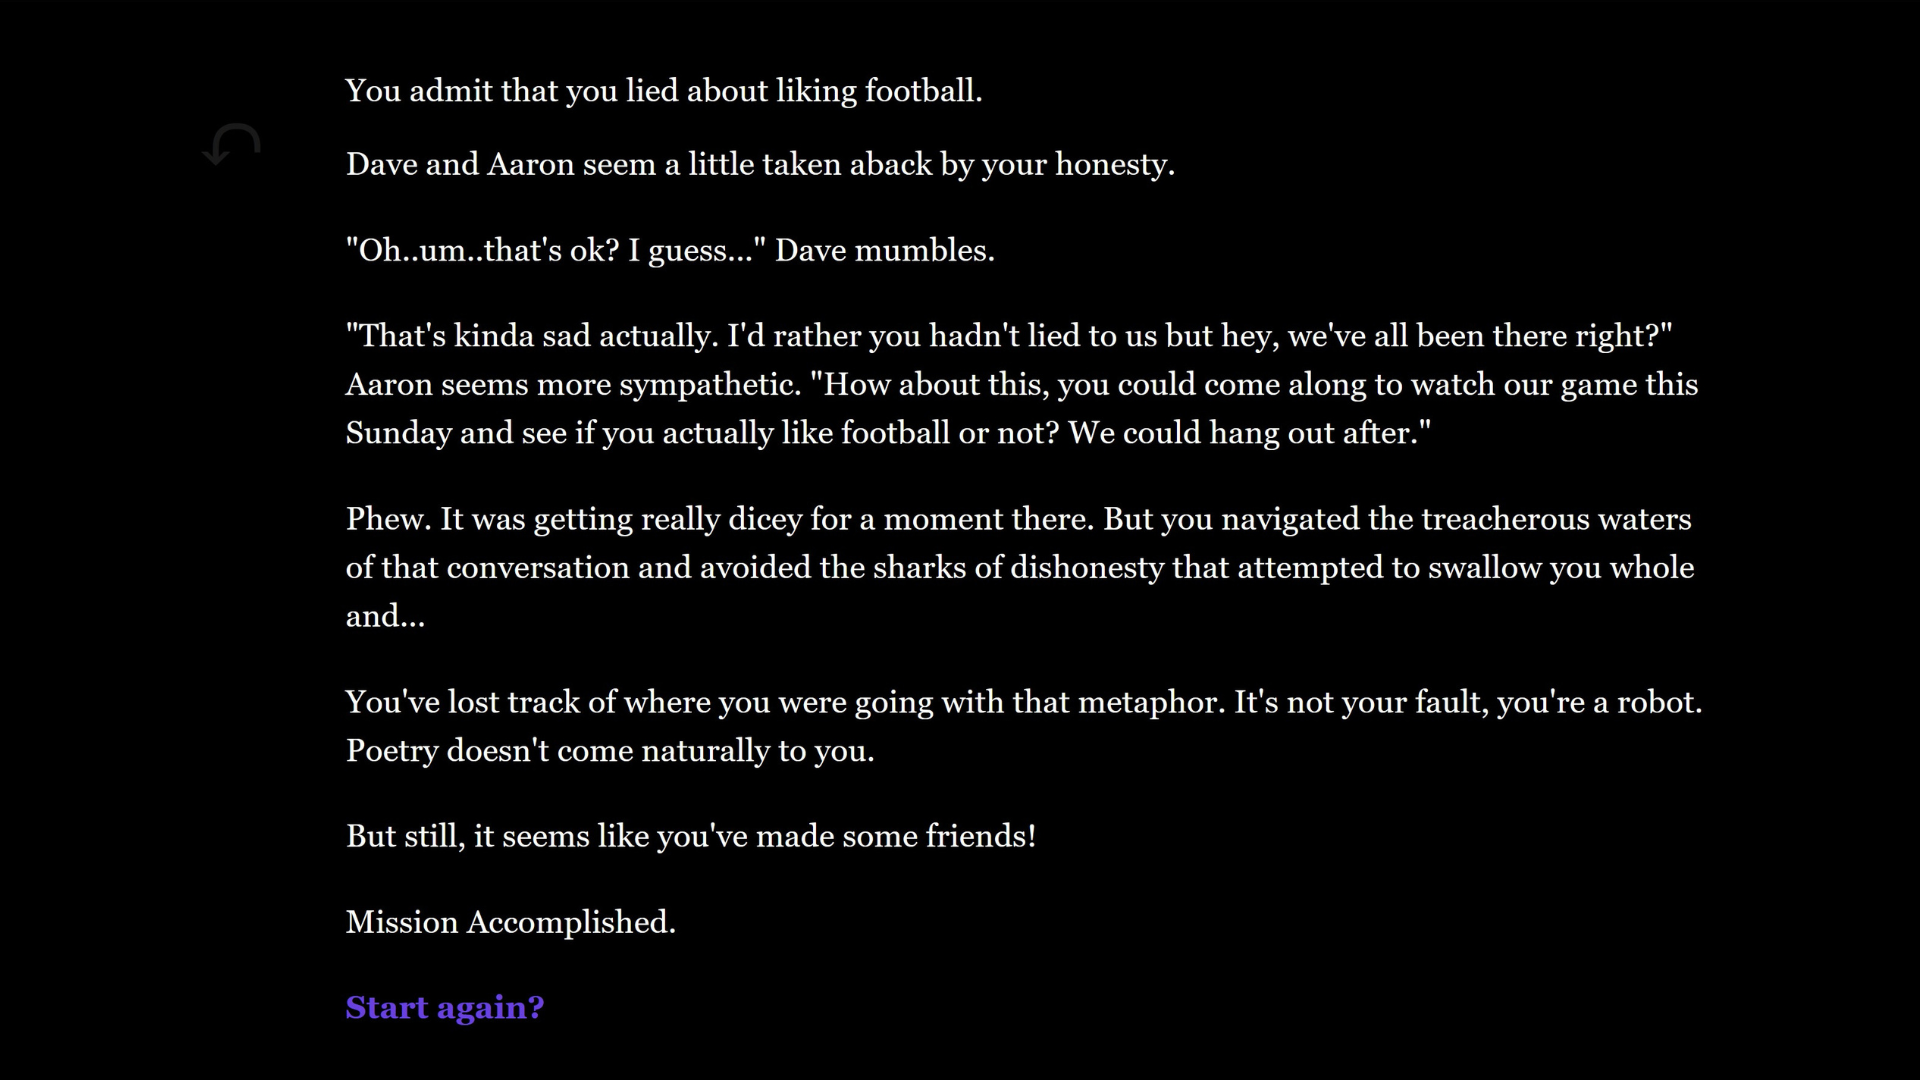 You admit that you lied about liking football.
Dave and Aaron seem a little taken aback by your honesty.
"Oh..um..that's ok? I guess..." Dave mumbles.
"That's kinda sad actually. I'd rather you hadn't lied to us but hey, we've all been there right?"
Aaron seems more sympathetic. "How about this, you could come along to watch our game this
Sunday and see if you actually like football or not? We could hang out after."
Phew. It was getting really dicey for a moment there. But you navigated the treacherous waters
of that conversation and avoided the sharks of dishonesty that attempted to swallow you whole
and...
You've lost track of where you were going with that metaphor. It's not your fault, you're a robot.
Poetry doesn't come naturally to you.
But still, it seems like you've made some friends!
Mission Accomplished.
Start again?